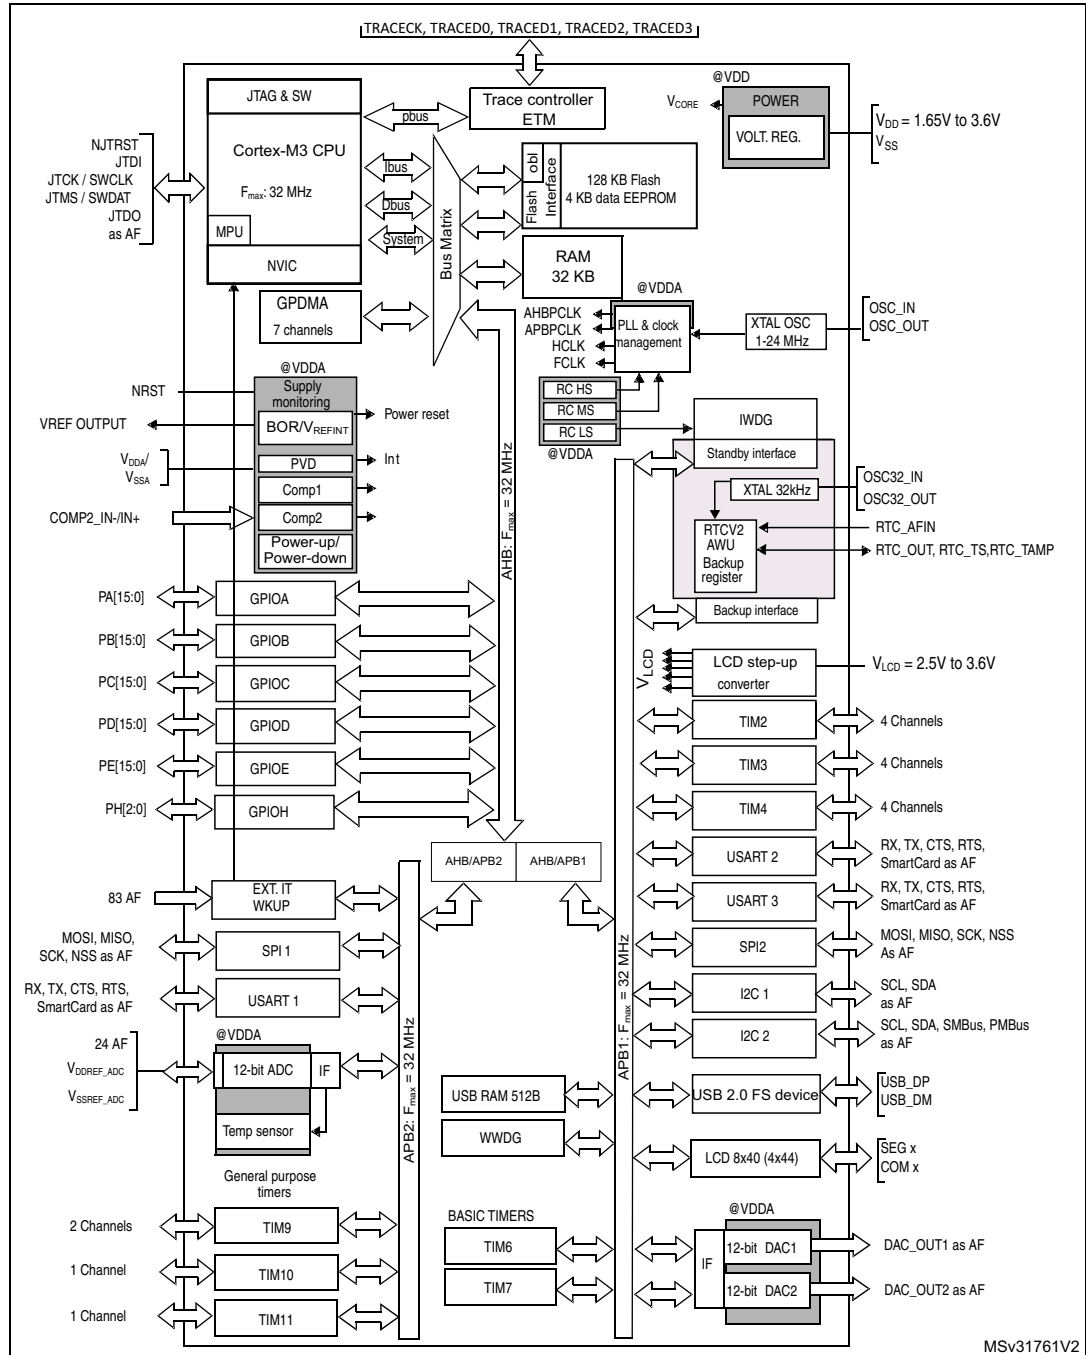 TRACECK, TRACED0, TRACED1, TRACED2, TRACED3
JTAG & SW
pbus
Trace controller
ETM
@VDD
VCORE
POWER
VOLT. REG.
VDD = 1.65V to 3.6V
VSS
NJTRST
JTDI
JTCK / SWCLK
JTMS / SWDAT
JTDO
as AF
Cortex-M3 CPU
Fmax: 32 MHz
MPU
NVIC
Ibus
Dbus
System
Bus Matrix
Flash
obl
Interface
128 KB Flash
4 KB data EEPROM
RAM
32 KB
GPDMA
7 channels
@VDDA
AHBPCLK
APBPCLK
HCLK
FCLK
PLL & clock
management
XTAL OSC
1-24 MHz
OSC_IN
OSC_OUT
RC HS
RC MS
RC LS
@VDDA
IWDG
Standby interface
@VDDA
NRST
Supply
monitoring
VREF OUTPUT
BOR/VREFINT
Power reset
VDDA/
VSSA
PVD
Int
Comp1
COMP2_IN-/IN+
Comp2
Power-up/
Power-down
AHB: Fmax = 32 MHz
XTAL 32kHz
OSC32_IN
OSC32_OUT
RTCV2
AWU
Backup
register
RTC_AFIN
RTC_OUT, RTC_TS,RTC_TAMP
Backup interface
PA[15:0]
GPIOA
PB[15:0]
GPIOB
PC[15:0]
GPIOC
PD[15:0]
GPIOD
PE[15:0]
GPIOE
PH[2:0]
GPIOH
VLCD
LCD step-up
converter
VLCD = 2.5V to 3.6V
TIM2
4 Channels
TIM3
4 Channels
TIM4
4 Channels
AHB/APB2
AHB/APB1
USART 2
RX, TX, CTS, RTS,
SmartCard as AF
83 AF
EXT. IT
WKUP
USART 3
RX, TX, CTS, RTS,
SmartCard as AF
MOSI, MISO,
SCK, NSS as AF
SPI 1
SPI2
MOSI, MISO, SCK, NSS
As AF
RX, TX, CTS, RTS,
SmartCard as AF
USART 1
I2C 1
SCL, SDA
as AF
I2C 2
SCL, SDA, SMBus, PMBus
as AF
@VDDA
24 AF
VDDREF_ADC
VSSREF_ADC
12-bit ADC
IF
Temp sensor
APB2: Fmax = 32 MHz
APB1: Fmax = 32 MHz
USB RAM 512B
USB 2.0 FS device
USB_DP
USB_DM
WWDG
LCD 8x40 (4x44)
SEG x
COM x
General purpose
timers
2 Channels
TIM9
1 Channel
TIM10
1 Channel
TIM11
BASIC TIMERS
TIM6
TIM7
@VDDA
IF
12-bit DAC1
DAC_OUT1 as AF
12-bit DAC2
DAC_OUT2 as AF
MSv31761V2